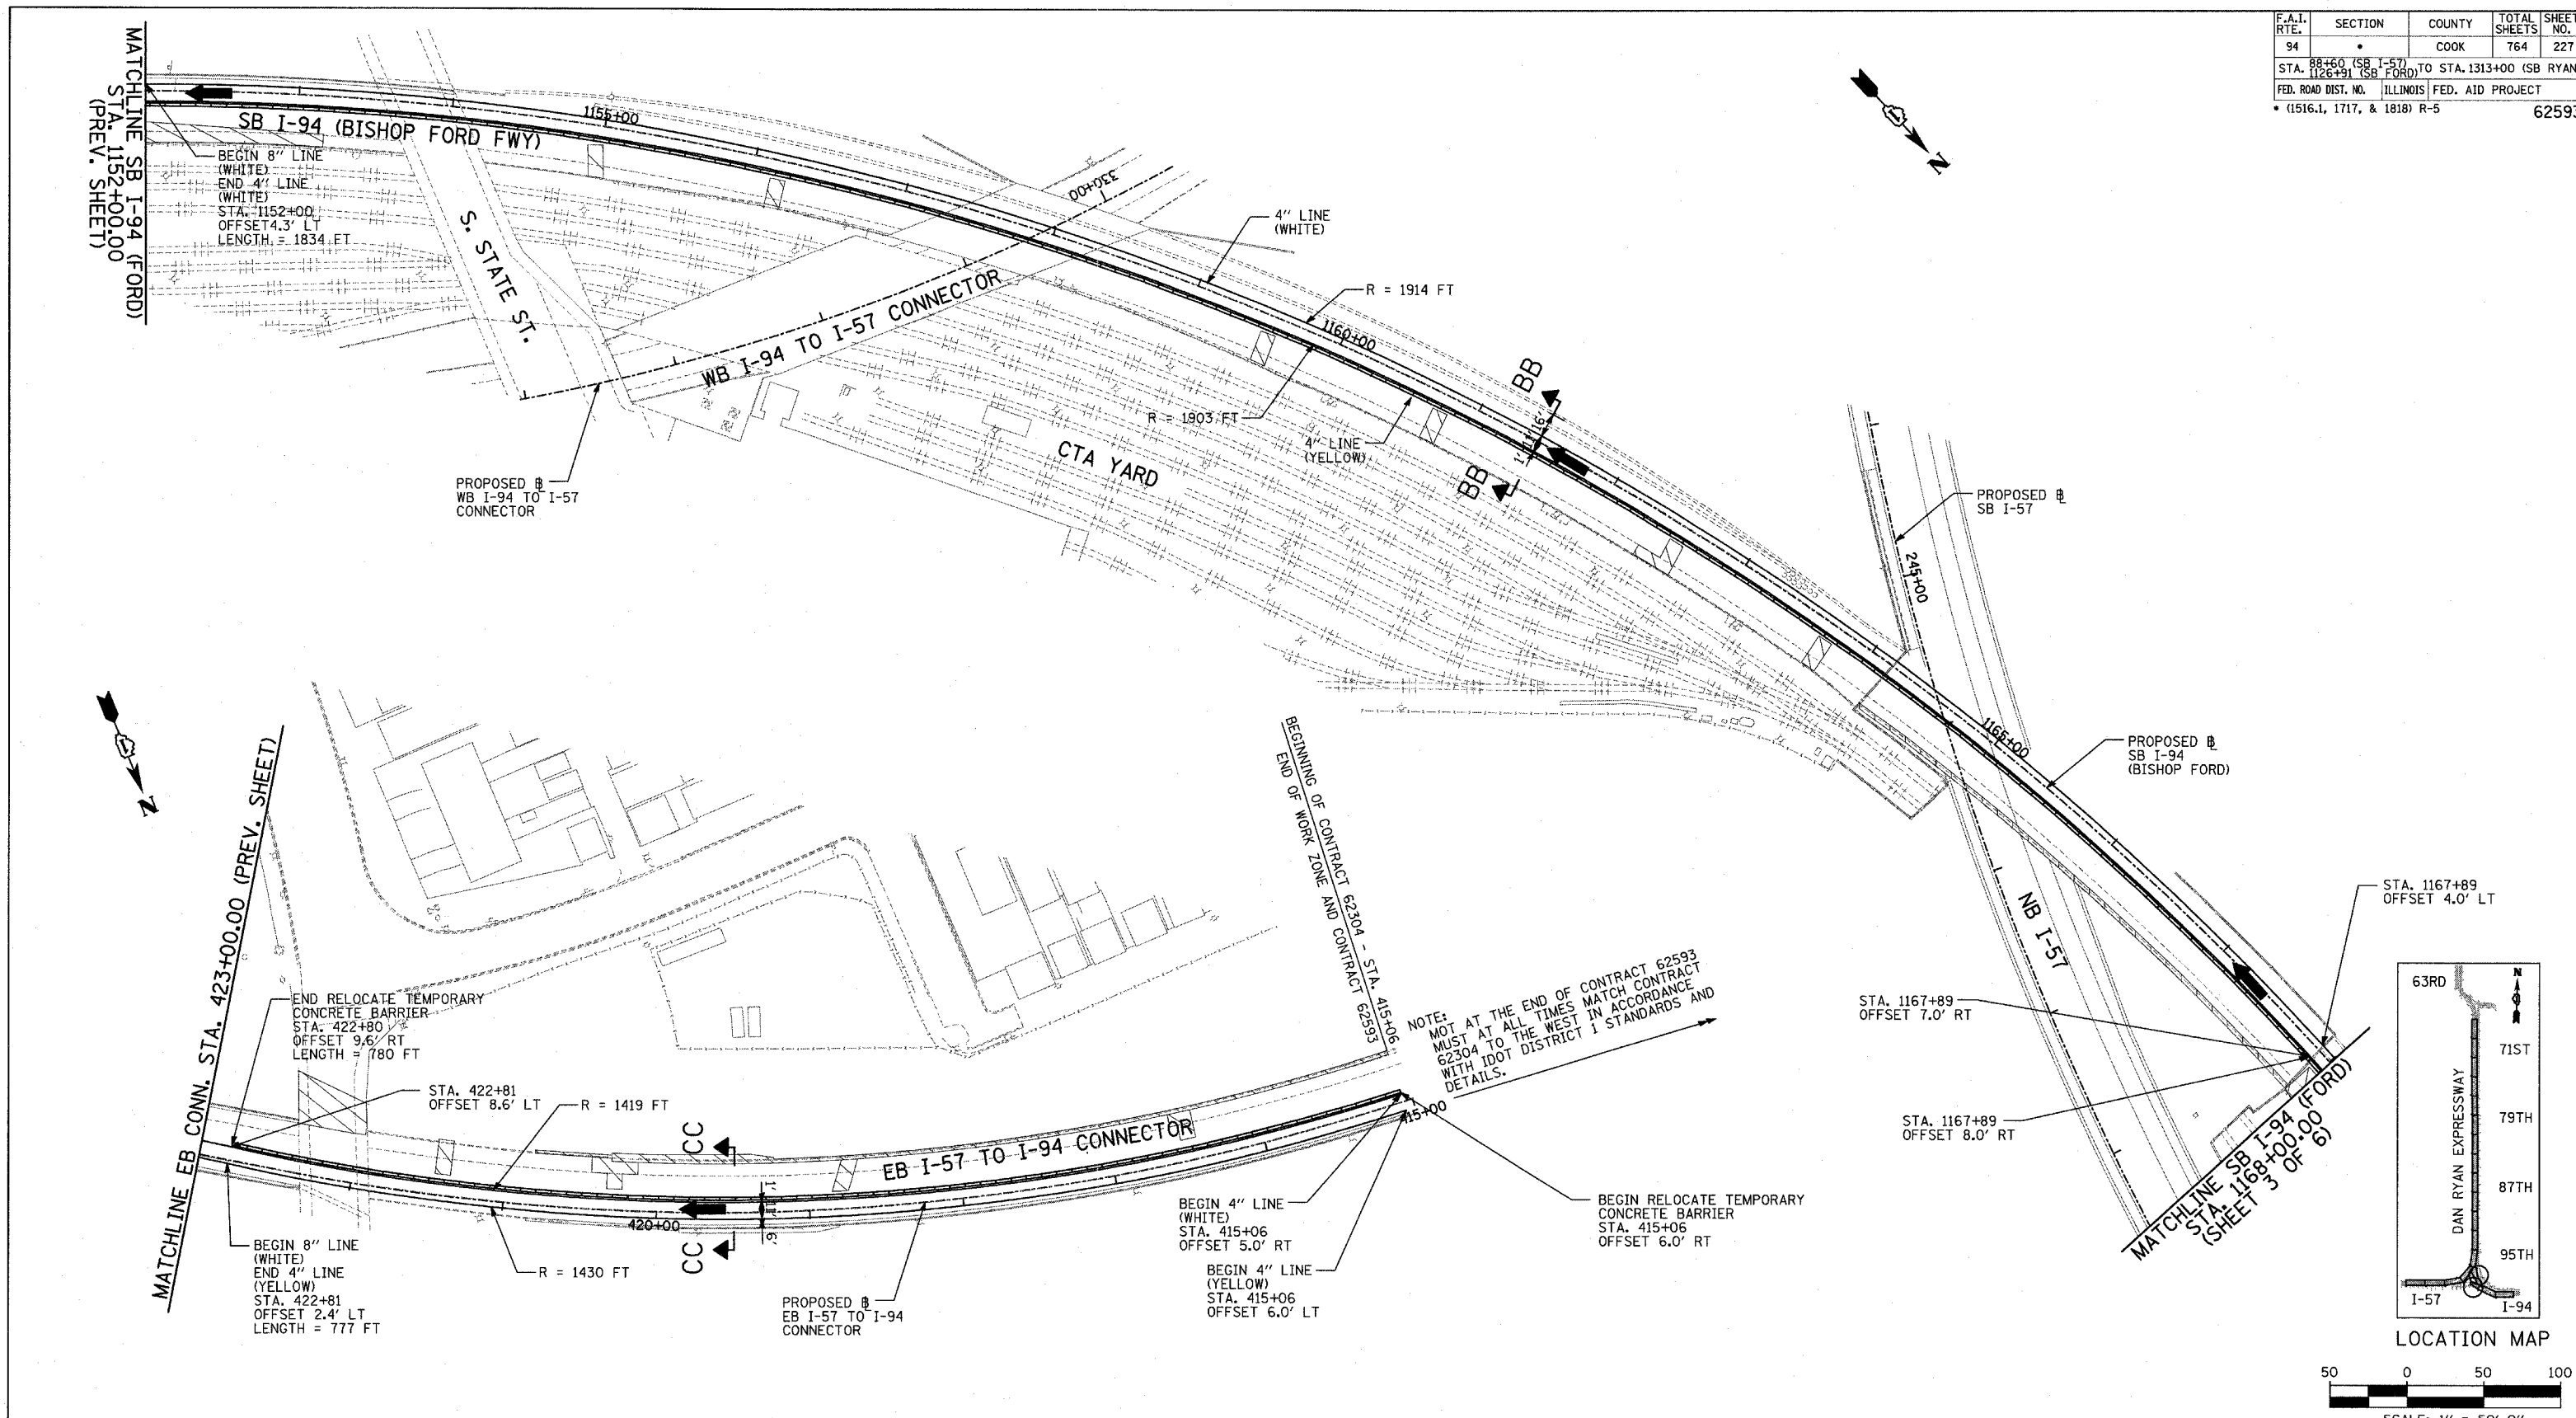 F.A.I. RTE. SECTION COUNTY TOTAL SHEETS SHEET NO.
94 * COOK 764 227
STA. 88+60 (SB I-57) TO STA. 1313+00 (SB RYAN
1126+91 (SB FORD)
FED. ROAD DIST. NO. ILLINOIS FED. AID PROJECT
* (1516.1, 1717, & 1818) R-5 62593
MATCHLINE SB I-94 (FORD)
STA. 1152+00.00
(PREV. SHEET)
SB I-94 (BISHOP FORD FWY)
1155+00
BEGIN 8" LINE
(WHITE)
END 4" LINE
(WHITE)
STA. 1152+00
OFFSET4.3' LT
LENGTH = 1834 FT
S. STATE ST.
330+00
N
4" LINE
(WHITE)
R = 1914 FT
1160+00
WB I-94 TO I-57 CONNECTOR
R = 1903 FT
4" LINE
(YELLOW)
BB
16'
11'
1'
BB
CTA YARD
PROPOSED ℄
WB I-94 TO I-57
CONNECTOR
PROPOSED ℄
SB I-57
245+00
1165+00
PROPOSED ℄
SB I-94
(BISHOP FORD)
NB I-57
STA. 1167+89
OFFSET 4.0' LT
STA. 1167+89
OFFSET 7.0' RT
STA. 1167+89
OFFSET 8.0' RT
MATCHLINE SB I-94 (FORD)
STA. 1168+00.00
(SHEET 3 OF 6)
N
MATCHLINE EB CONN. STA. 423+00.00 (PREV. SHEET)
END RELOCATE TEMPORARY
CONCRETE BARRIER
STA. 422+80
OFFSET 9.6' RT
LENGTH = 780 FT
STA. 422+81
OFFSET 8.6' LT
R = 1419 FT
CC
EB I-57 TO I-94 CONNECTOR
1'
11'
6'
420+00
CC
R = 1430 FT
BEGIN 8" LINE
(WHITE)
END 4" LINE
(YELLOW)
STA. 422+81
OFFSET 2.4' LT
LENGTH = 777 FT
PROPOSED ℄
EB I-57 TO I-94
CONNECTOR
BEGINNING OF CONTRACT 62304 - STA. 415+06
END OF WORK ZONE AND CONTRACT 62593
NOTE:
MOT AT THE END OF CONTRACT 62593
MUST AT ALL TIMES MATCH CONTRACT
62304 TO THE WEST IN ACCORDANCE
WITH IDOT DISTRICT 1 STANDARDS AND
DETAILS.
415+00
BEGIN 4" LINE
(WHITE)
STA. 415+06
OFFSET 5.0' RT
BEGIN 4" LINE
(YELLOW)
STA. 415+06
OFFSET 6.0' LT
BEGIN RELOCATE TEMPORARY
CONCRETE BARRIER
STA. 415+06
OFFSET 6.0' RT
63RD
N
71ST
79TH
87TH
95TH
DAN RYAN EXPRESSWAY
I-57
I-94
LOCATION MAP
50 0 50 100
SCALE: 1" = 50'-0"